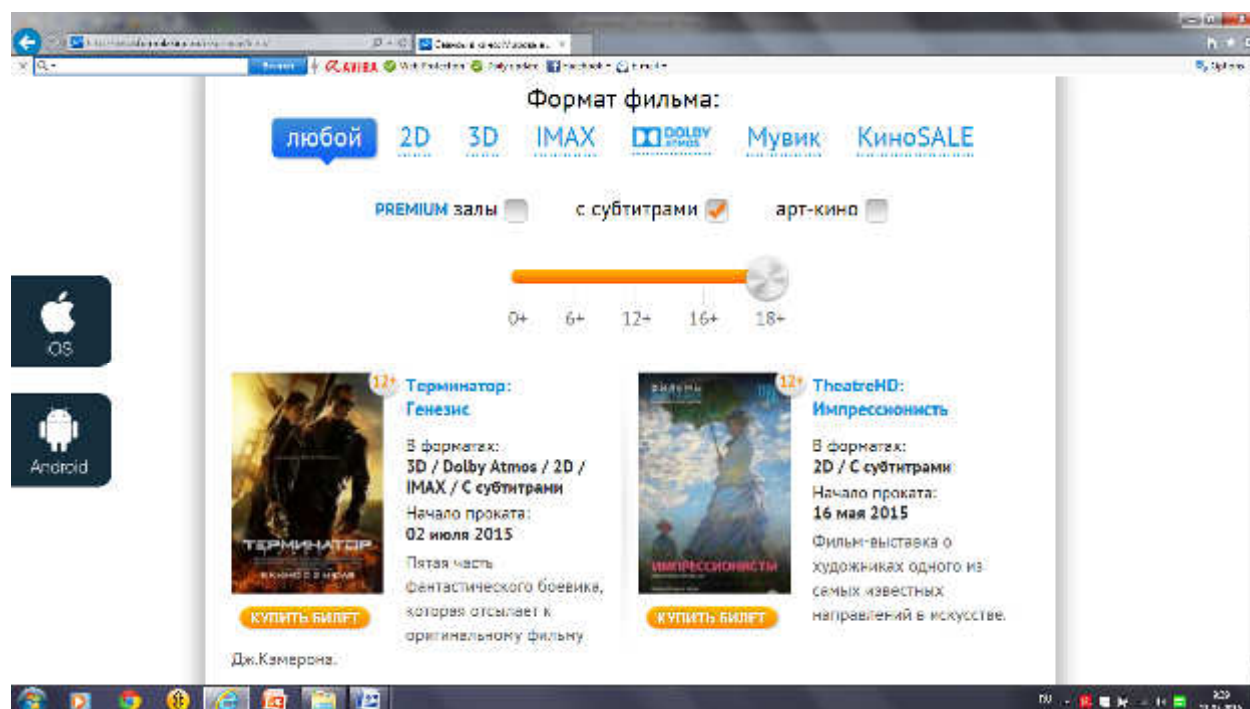 AVIRA
Options
Формат фильма:
любой 2D 3D IMAX DOLBY ATMOS Мувик КиноSALE
PREMIUM залы с субтитрами арт-кино
0+ 6+ 12+ 16+ 18+
iOS
Android
12+
Терминатор:
Генезис
В форматах:
3D / Dolby Atmos / 2D /
IMAX / С субтитрами
Начало проката:
02 июля 2015
Пятая часть
фантастического боевика,
которая отсылает к
оригинальному фильму
Дж.Камерона.
ТЕРМИНАТОР
КУПИТЬ БИЛЕТ
12+
TheatreHD:
Импрессионисты
В форматах:
2D / С субтитрами
Начало проката:
16 мая 2015
Фильм-выставка о
художниках одного из
самых известных
направлений в искусстве.
ИМПРЕССИОНИСТЫ
КУПИТЬ БИЛЕТ
RU